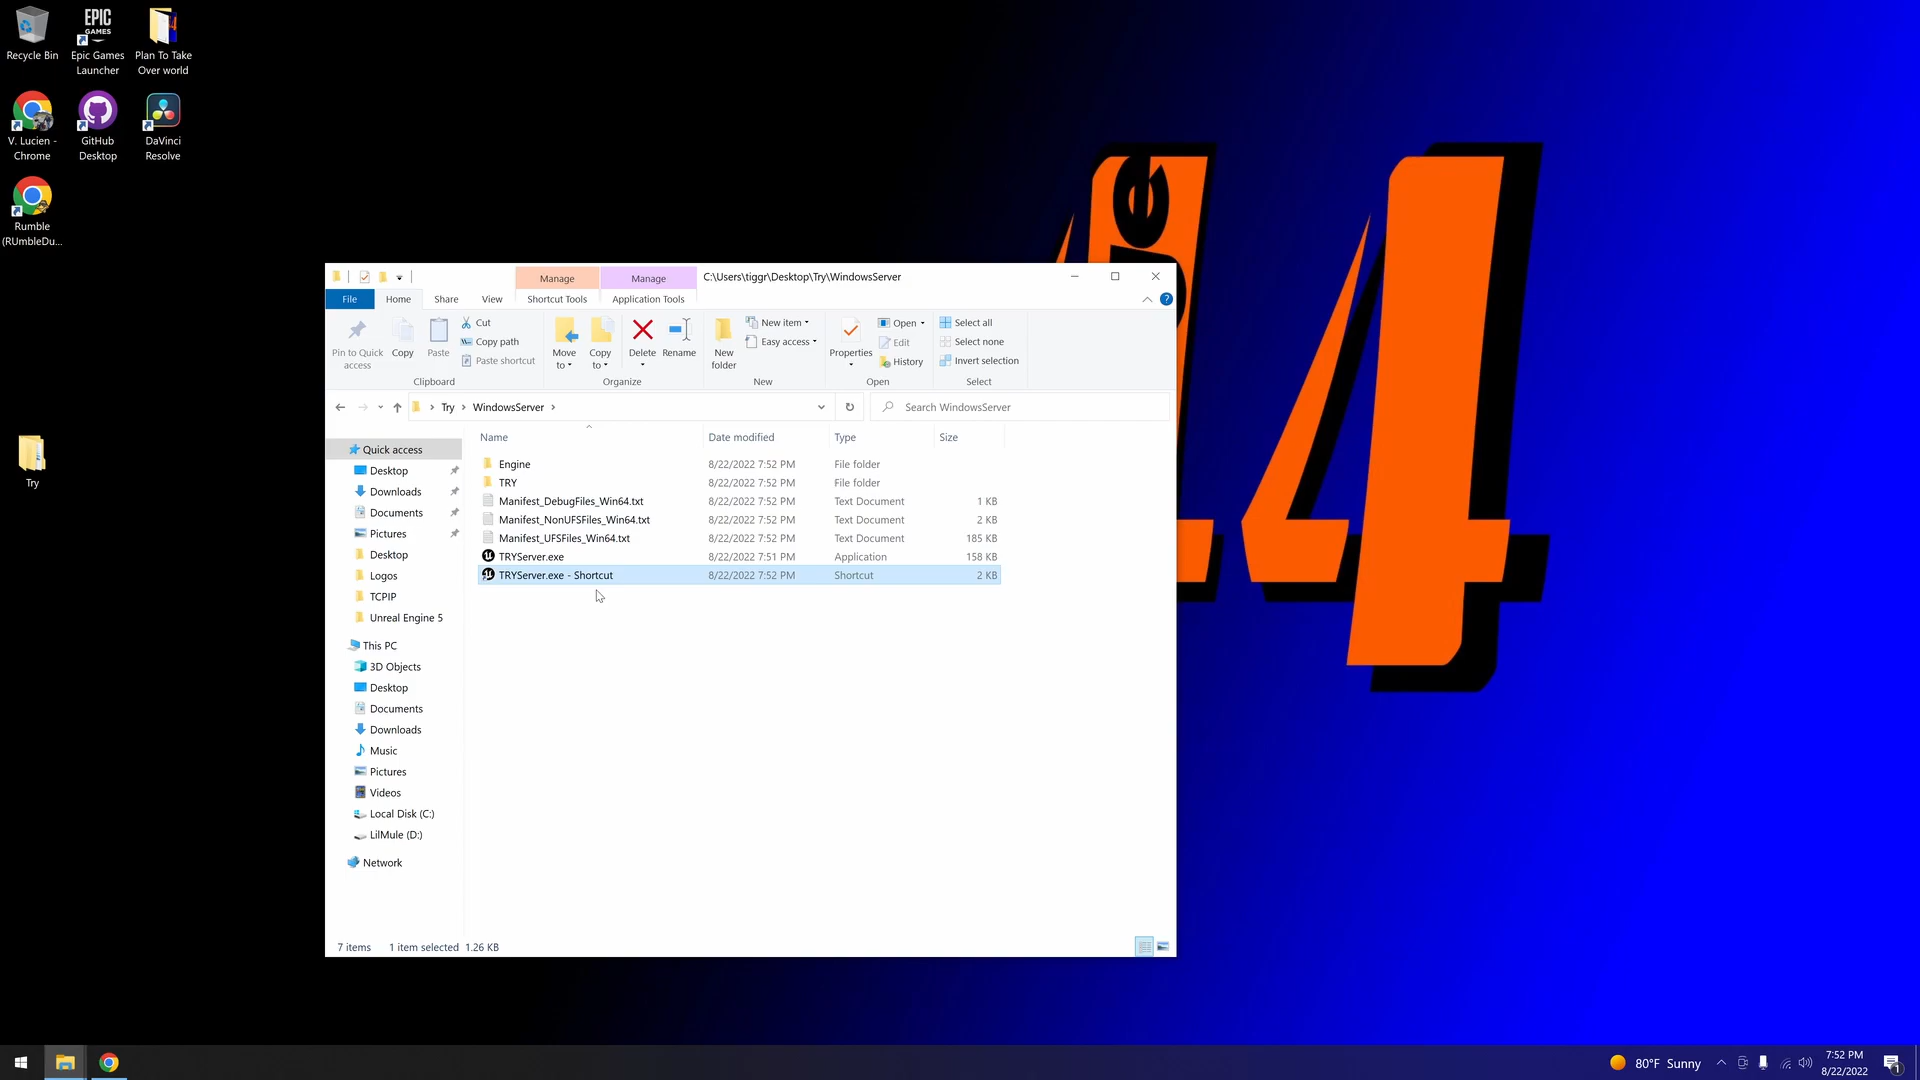 Recycle Bin
EPIC
GAMES
Epic Games
Launcher
Plan To Take
Over world
V. Lucien -
Chrome
GitHub
Desktop
DaVinci
Resolve
Rumble
(RUmbleDu...
Try
44
Manage
Manage
C:\Users\tiggr\Desktop\Try\WindowsServer
File
Home
Share
View
Shortcut Tools
Application Tools
Pin to Quick
access
Copy
Paste
Cut
Copy path
Paste shortcut
Clipboard
Move
to
Copy
to
Delete
Rename
Organize
New
folder
New item
Easy access
New
Properties
Open
Edit
History
Open
Select all
Select none
Invert selection
Select
Try
WindowsServer
Search WindowsServer
Name
Date modified
Type
Size
Engine 8/22/2022 7:52 PM File folder
TRY 8/22/2022 7:52 PM File folder
Manifest_DebugFiles_Win64.txt 8/22/2022 7:52 PM Text Document 1 KB
Manifest_NonUFSFiles_Win64.txt 8/22/2022 7:52 PM Text Document 2 KB
Manifest_UFSFiles_Win64.txt 8/22/2022 7:52 PM Text Document 185 KB
TRYServer.exe 8/22/2022 7:51 PM Application 158 KB
TRYServer.exe - Shortcut 8/22/2022 7:52 PM Shortcut 2 KB
Quick access
Desktop
Downloads
Documents
Pictures
Desktop
Logos
TCPIP
Unreal Engine 5
This PC
3D Objects
Desktop
Documents
Downloads
Music
Pictures
Videos
Local Disk (C:)
LilMule (D:)
Network
7 items
1 item selected 1.26 KB
80°F Sunny
7:52 PM
8/22/2022
1